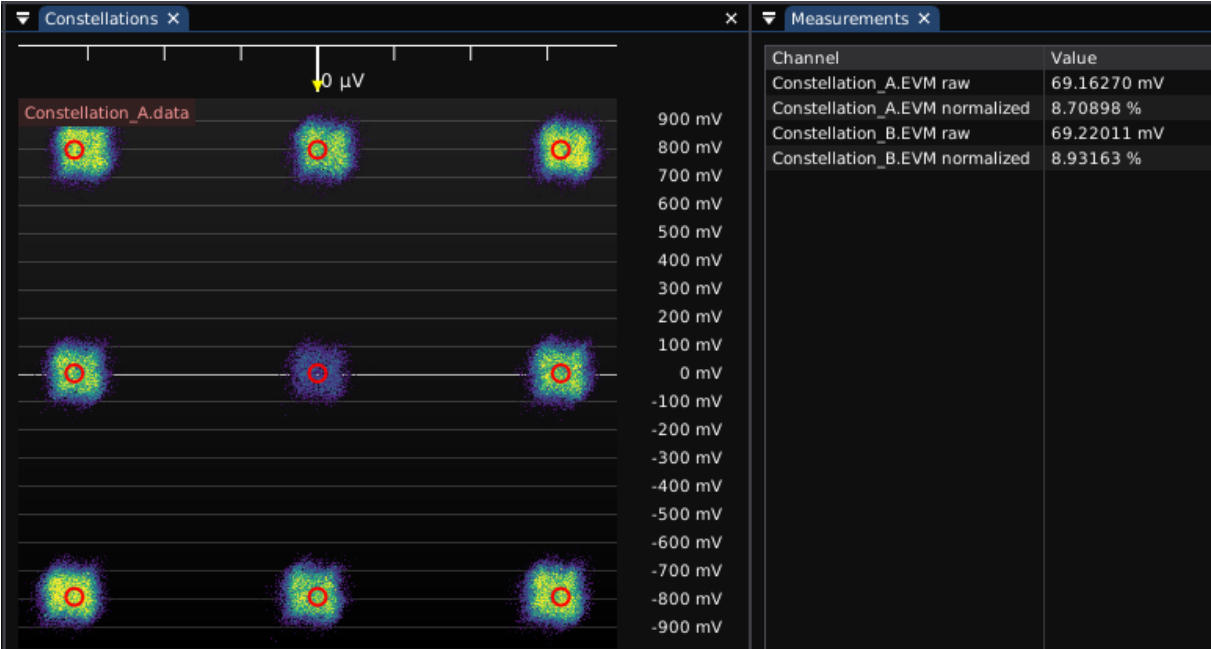 Constellations ×
×
0 µV
Constellation_A.data
900 mV
800 mV
700 mV
600 mV
500 mV
400 mV
300 mV
200 mV
100 mV
0 mV
-100 mV
-200 mV
-300 mV
-400 mV
-500 mV
-600 mV
-700 mV
-800 mV
-900 mV
Measurements ×
Channel Value
Constellation_A.EVM raw 69.16270 mV
Constellation_A.EVM normalized 8.70898 %
Constellation_B.EVM raw 69.22011 mV
Constellation_B.EVM normalized 8.93163 %